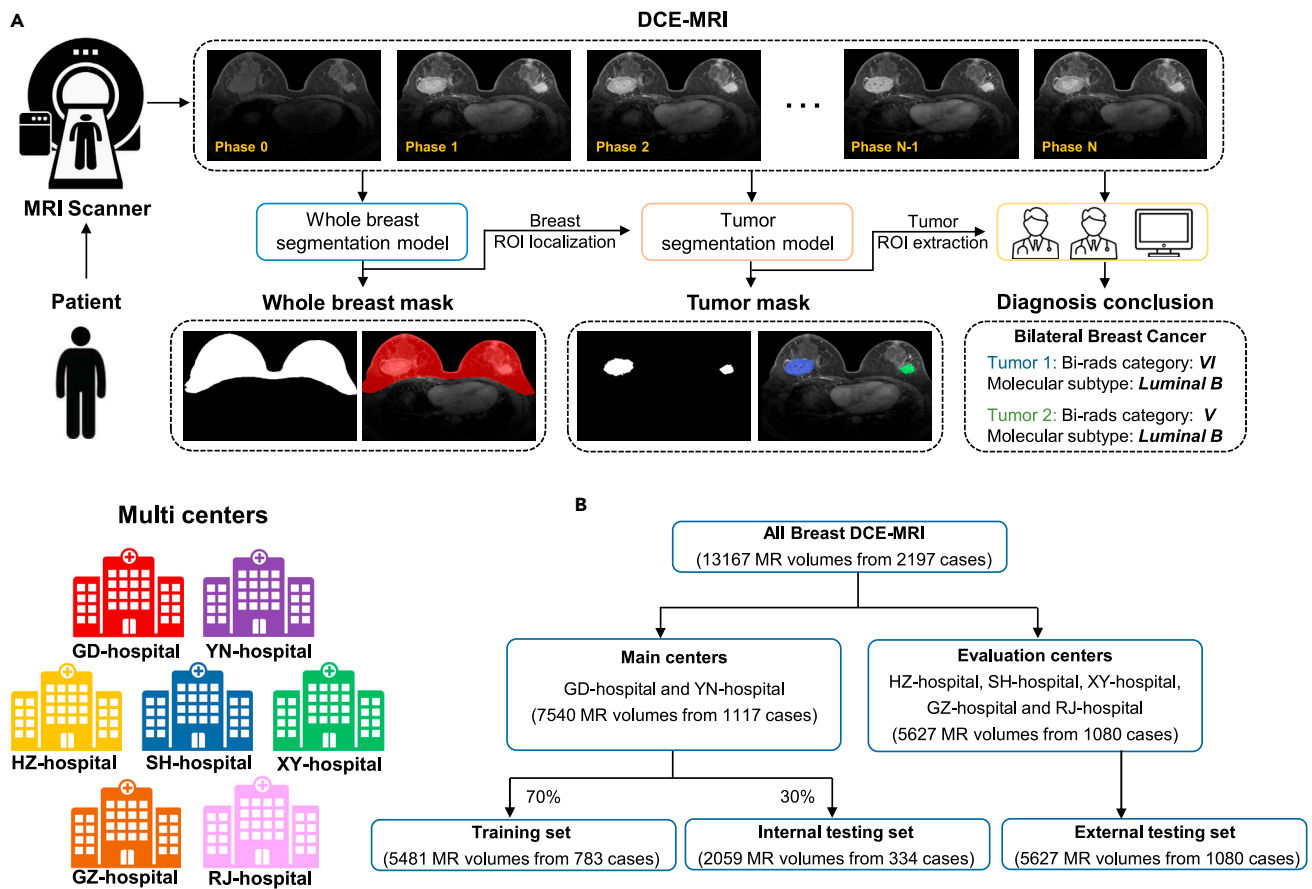 A
DCE-MRI
Phase 0
Phase 1
Phase 2
...
Phase N-1
Phase N
MRI Scanner
Whole breast
segmentation model
Breast
ROI localization
Tumor
segmentation model
Tumor
ROI extraction
Patient
Whole breast mask
Tumor mask
Diagnosis conclusion
Bilateral Breast Cancer
Tumor 1: Bi-rads category: VI
Molecular subtype: Luminal B
Tumor 2: Bi-rads category: V
Molecular subtype: Luminal B
Multi centers
GD-hospital
YN-hospital
HZ-hospital
SH-hospital
XY-hospital
GZ-hospital
RJ-hospital
B
All Breast DCE-MRI
(13167 MR volumes from 2197 cases)
Main centers
GD-hospital and YN-hospital
(7540 MR volumes from 1117 cases)
Evaluation centers
HZ-hospital, SH-hospital, XY-hospital,
GZ-hospital and RJ-hospital
(5627 MR volumes from 1080 cases)
70%
30%
Training set
(5481 MR volumes from 783 cases)
Internal testing set
(2059 MR volumes from 334 cases)
External testing set
(5627 MR volumes from 1080 cases)